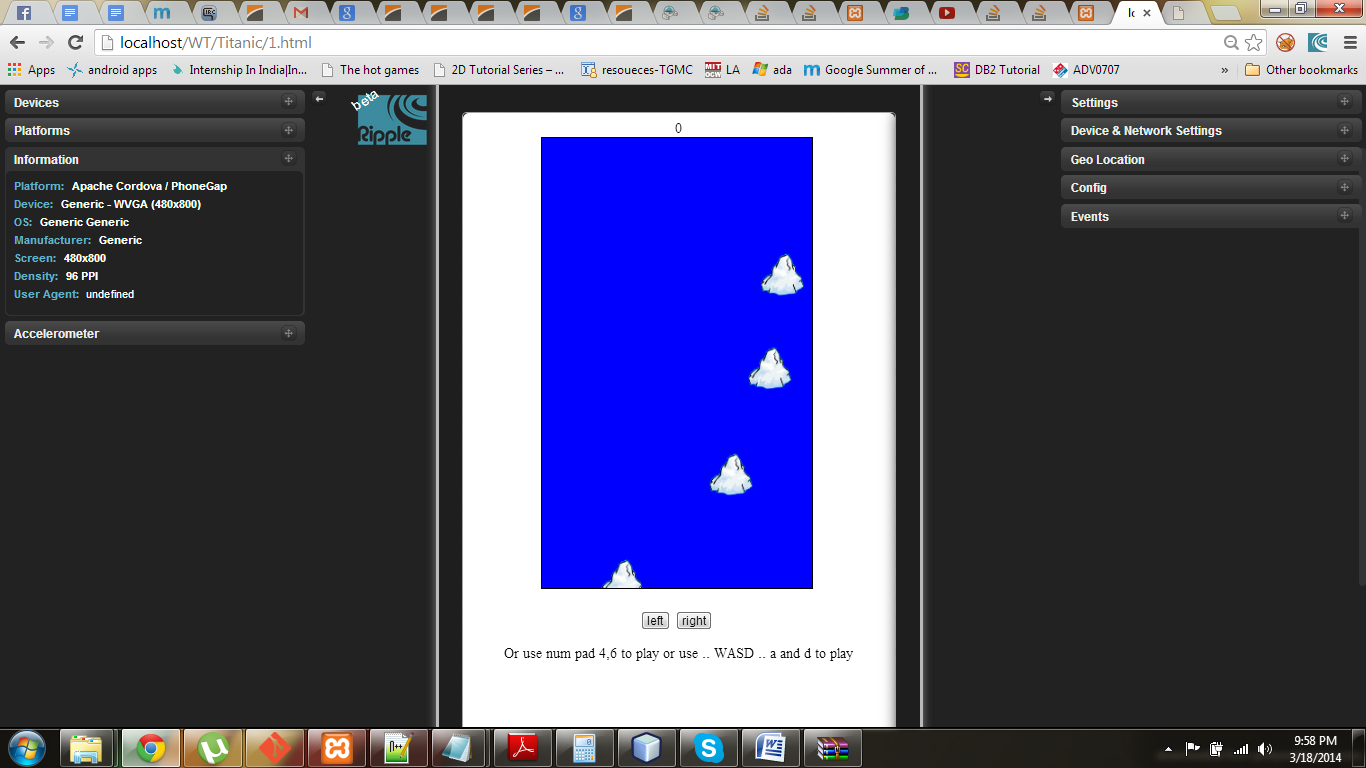 localhost/WT/Titanic/1.html
Apps
android apps
Internship In India|In...
The hot games
2D Tutorial Series – ...
resoueces-TGMC
MIT OCW LA
ada
Google Summer of ...
SC DB2 Tutorial
ADV0707
»
Other bookmarks
Devices
Platforms
Information
Platform: Apache Cordova / PhoneGap
Device: Generic - WVGA (480x800)
OS: Generic Generic
Manufacturer: Generic
Screen: 480x800
Density: 96 PPI
User Agent: undefined
Accelerometer
beta
Ripple
0
left right
Or use num pad 4,6 to play or use .. WASD .. a and d to play
Settings
Device & Network Settings
Geo Location
Config
Events
9:58 PM
3/18/2014